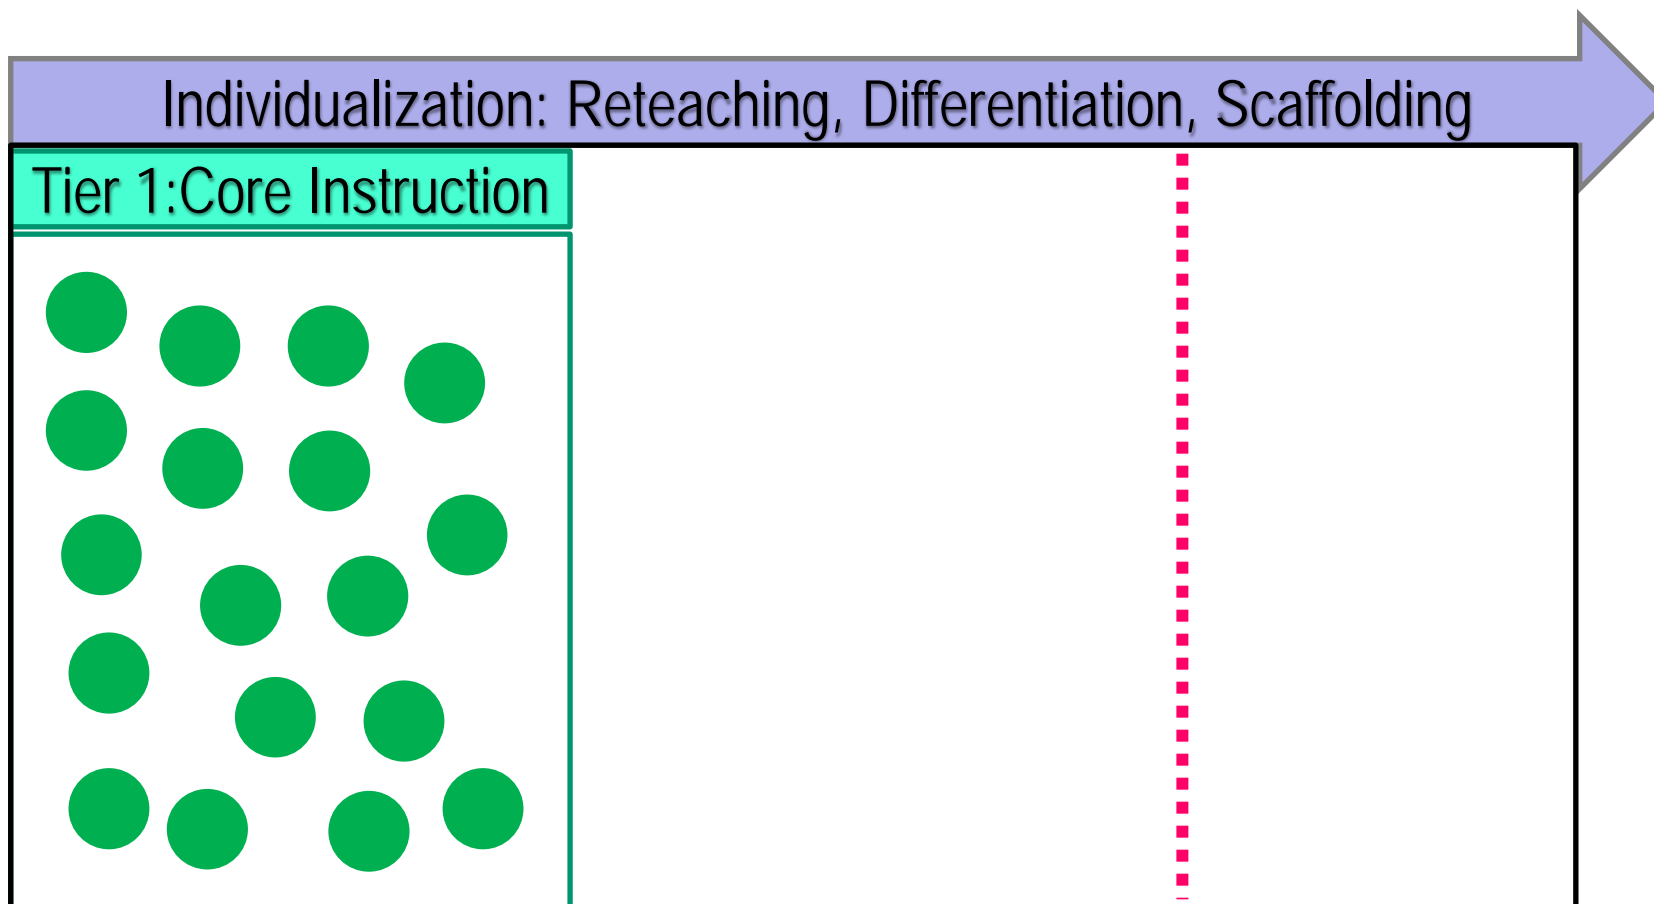 Individualization: Reteaching, Differentiation, Scaffolding
Tier 1:Core Instruction